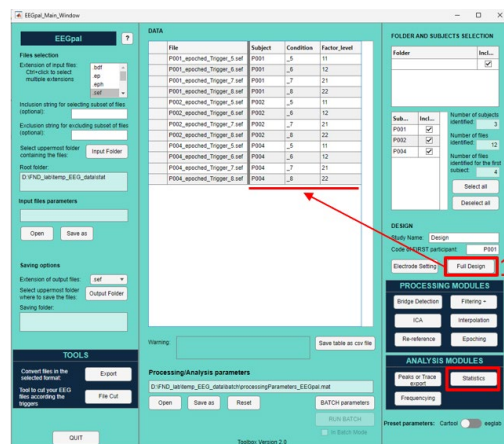 EEGpal_Main_Window
EEGpal
?
Files selection
Extension of input files:
Ctrl+click to select
multiple extensions
.bdf
.ep
.eph
.sef
Inclusion string for selecting subset of files
(optional):
Exclusion string for excluding subset of files
(optional):
Select uppermost folder
containing the files:
Input Folder
Root folder:
D:\FND_lab\temp_EEG_data\stat
Input files parameters
Open
Save as
Saving options
Extension of output files:
.sef
Select uppermost folder
where to save the files:
Output Folder
Saving folder:
TOOLS
Convert files in the
selected format:
Export
Tool to cut your EEG
files according the
triggers
File Cut
QUIT
DATA
File Subject Condition Factor_level
P001_epoched_Trigger_5.sef P001 _5 11
P001_epoched_Trigger_6.sef P001 _6 12
P001_epoched_Trigger_7.sef P001 _7 21
P001_epoched_Trigger_8.sef P001 _8 22
P002_epoched_Trigger_5.sef P002 _5 11
P002_epoched_Trigger_6.sef P002 _6 12
P002_epoched_Trigger_7.sef P002 _7 21
P002_epoched_Trigger_8.sef P002 _8 22
P004_epoched_Trigger_5.sef P004 _5 11
P004_epoched_Trigger_6.sef P004 _6 12
P004_epoched_Trigger_7.sef P004 _7 21
P004_epoched_Trigger_8.sef P004 _8 22
Warning:
Save table as csv file
Processing/Analysis parameters
D:\FND_lab\temp_EEG_data\batch\processingParameters_EEGpal.mat
Open
Save as
Reset
BATCH parameters
RUN BATCH
In Batch Mode
Toolbox Version 2.0
FOLDER AND SUBJECTS SELECTION
Folder Incl...
Sub... Incl...
P001
P002
P004
Number of subjects
identified:
3
Number of files
identified:
12
Number of files
identified for the first
subject:
4
Select all
Deselect all
DESIGN
Study Name: Design
Code of FIRST participant: P001
Electrode Setting
Full Design
PROCESSING MODULES
Bridge Detection
Filtering +
ICA
Interpolation
Re-reference
Epoching
ANALYSIS MODULES
Peaks or Trace
export
Statistics
Frequencying
Preset parameters: Cartool eegpal